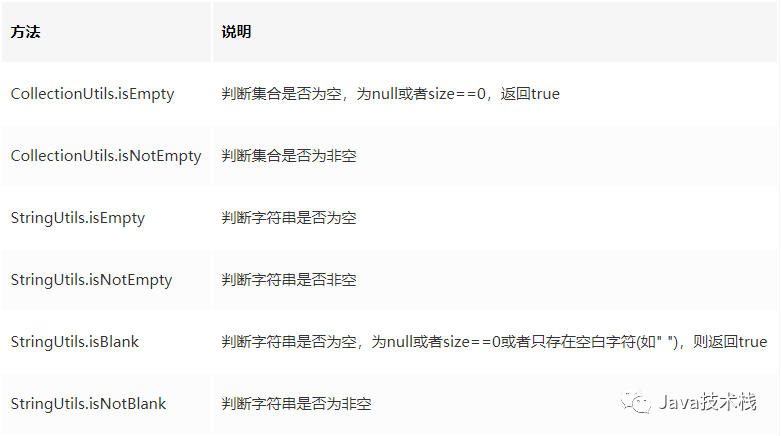 方法 说明
CollectionUtils.isEmpty 判断集合是否为空，为null或者size==0，返回true
CollectionUtils.isNotEmpty 判断集合是否为非空
StringUtils.isEmpty 判断字符串是否为空
StringUtils.isNotEmpty 判断字符串是否非空
StringUtils.isBlank 判断字符串是否为空，为null或者size==0或者只存在空白字符(如" ")，则返回true
StringUtils.isNotBlank 判断字符串是否为非空
Java技术栈